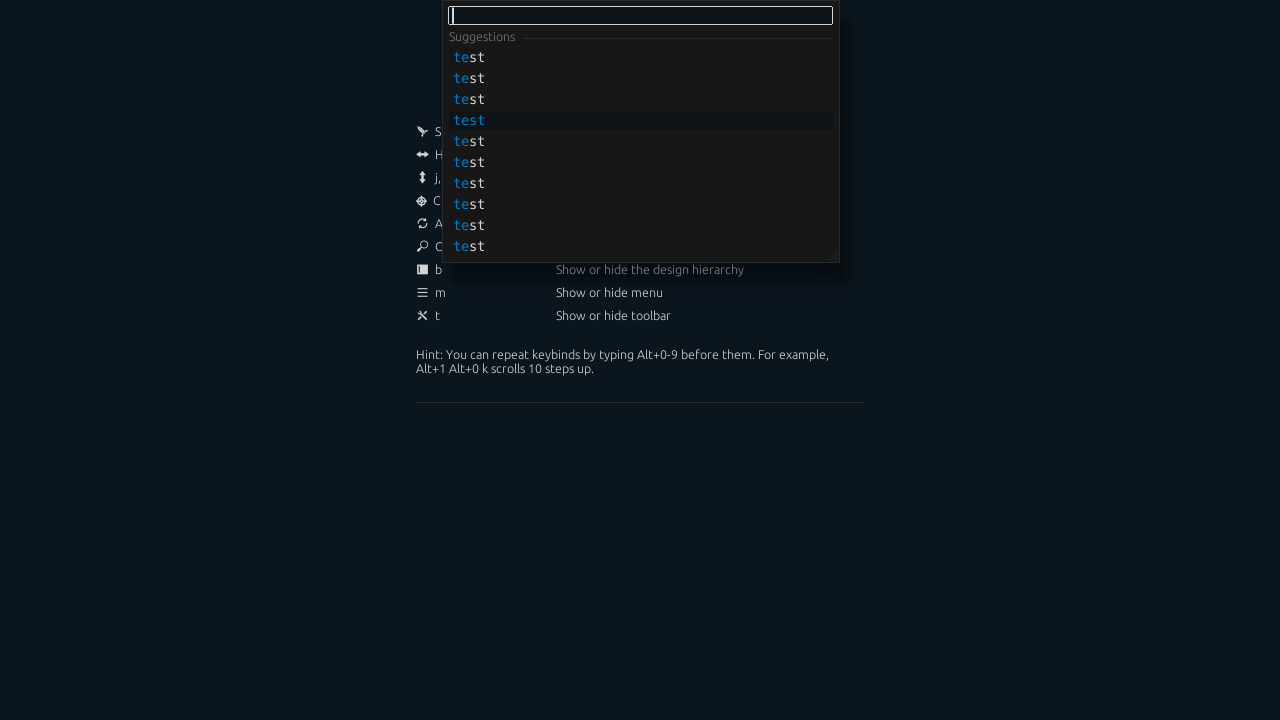 Suggestions
test
test
test
test
test
test
test
test
test
test
b Show or hide the design hierarchy
m Show or hide menu
t Show or hide toolbar
Hint: You can repeat keybinds by typing Alt+0-9 before them. For example,
Alt+1 Alt+0 k scrolls 10 steps up.